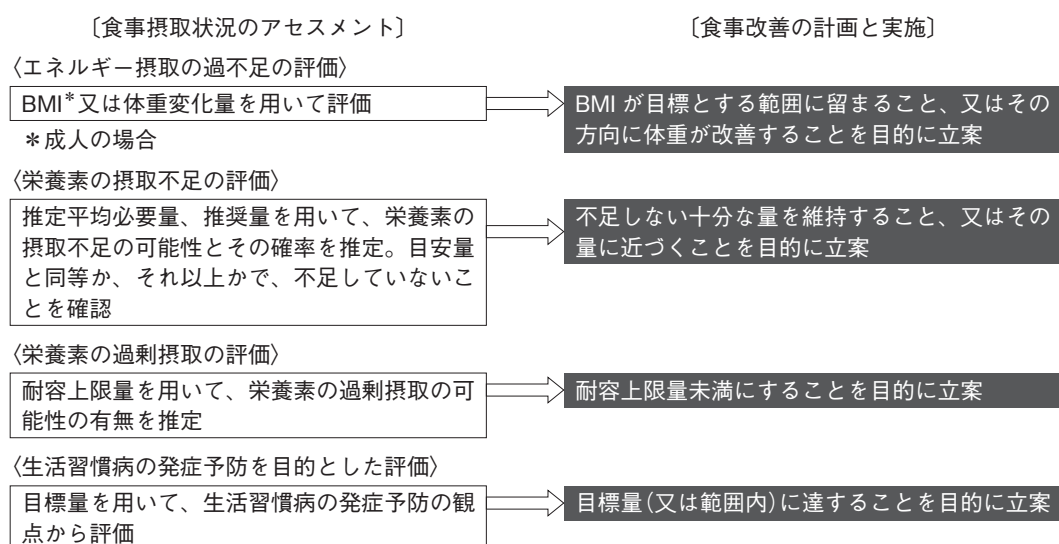 〔食事摂取状況のアセスメント〕
〔食事改善の計画と実施〕
〈エネルギー摂取の過不足の評価〉
BMI*又は体重変化量を用いて評価
*成人の場合
BMI が目標とする範囲に留まること、又はその
方向に体重が改善することを目的に立案
〈栄養素の摂取不足の評価〉
推定平均必要量、推奨量を用いて、栄養素の
摂取不足の可能性とその確率を推定。目安量
と同等か、それ以上かで、不足していないこ
とを確認
不足しない十分な量を維持すること、又はその
量に近づくことを目的に立案
〈栄養素の過剰摂取の評価〉
耐容上限量を用いて、栄養素の過剰摂取の可
能性の有無を推定
耐容上限量未満にすることを目的に立案
〈生活習慣病の発症予防を目的とした評価〉
目標量を用いて、生活習慣病の発症予防の観
点から評価
目標量(又は範囲内)に達することを目的に立案